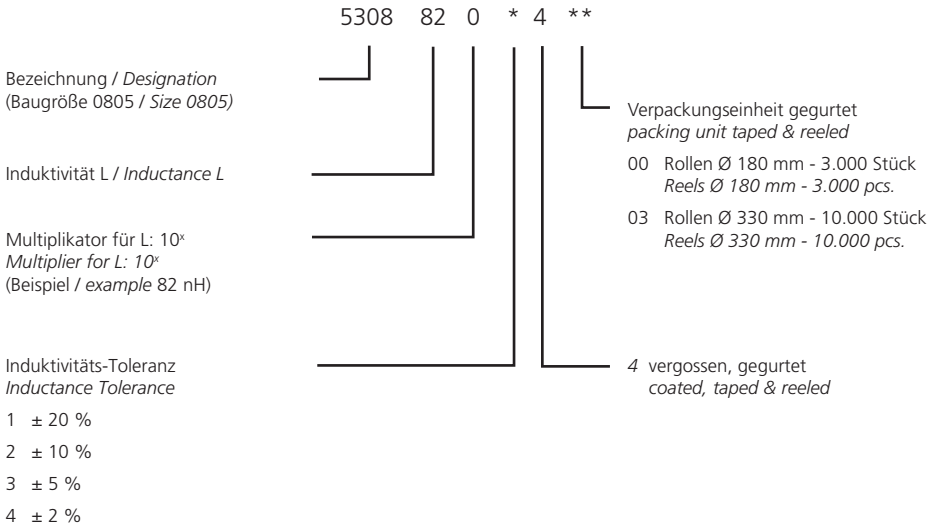 5308 82 0 * 4 **
Bezeichnung / Designation
(Baugröße 0805 / Size 0805)
Induktivität L / Inductance L
Multiplikator für L: 10ˣ
Multiplier for L: 10ˣ
(Beispiel / example 82 nH)
Induktivitäts-Toleranz
Inductance Tolerance
1 ± 20 %
2 ± 10 %
3 ± 5 %
4 ± 2 %
Verpackungseinheit gegurtet
packing unit taped & reeled
00 Rollen Ø 180 mm - 3.000 Stück
Reels Ø 180 mm - 3.000 pcs.
03 Rollen Ø 330 mm - 10.000 Stück
Reels Ø 330 mm - 10.000 pcs.
4 vergossen, gegurtet
coated, taped & reeled